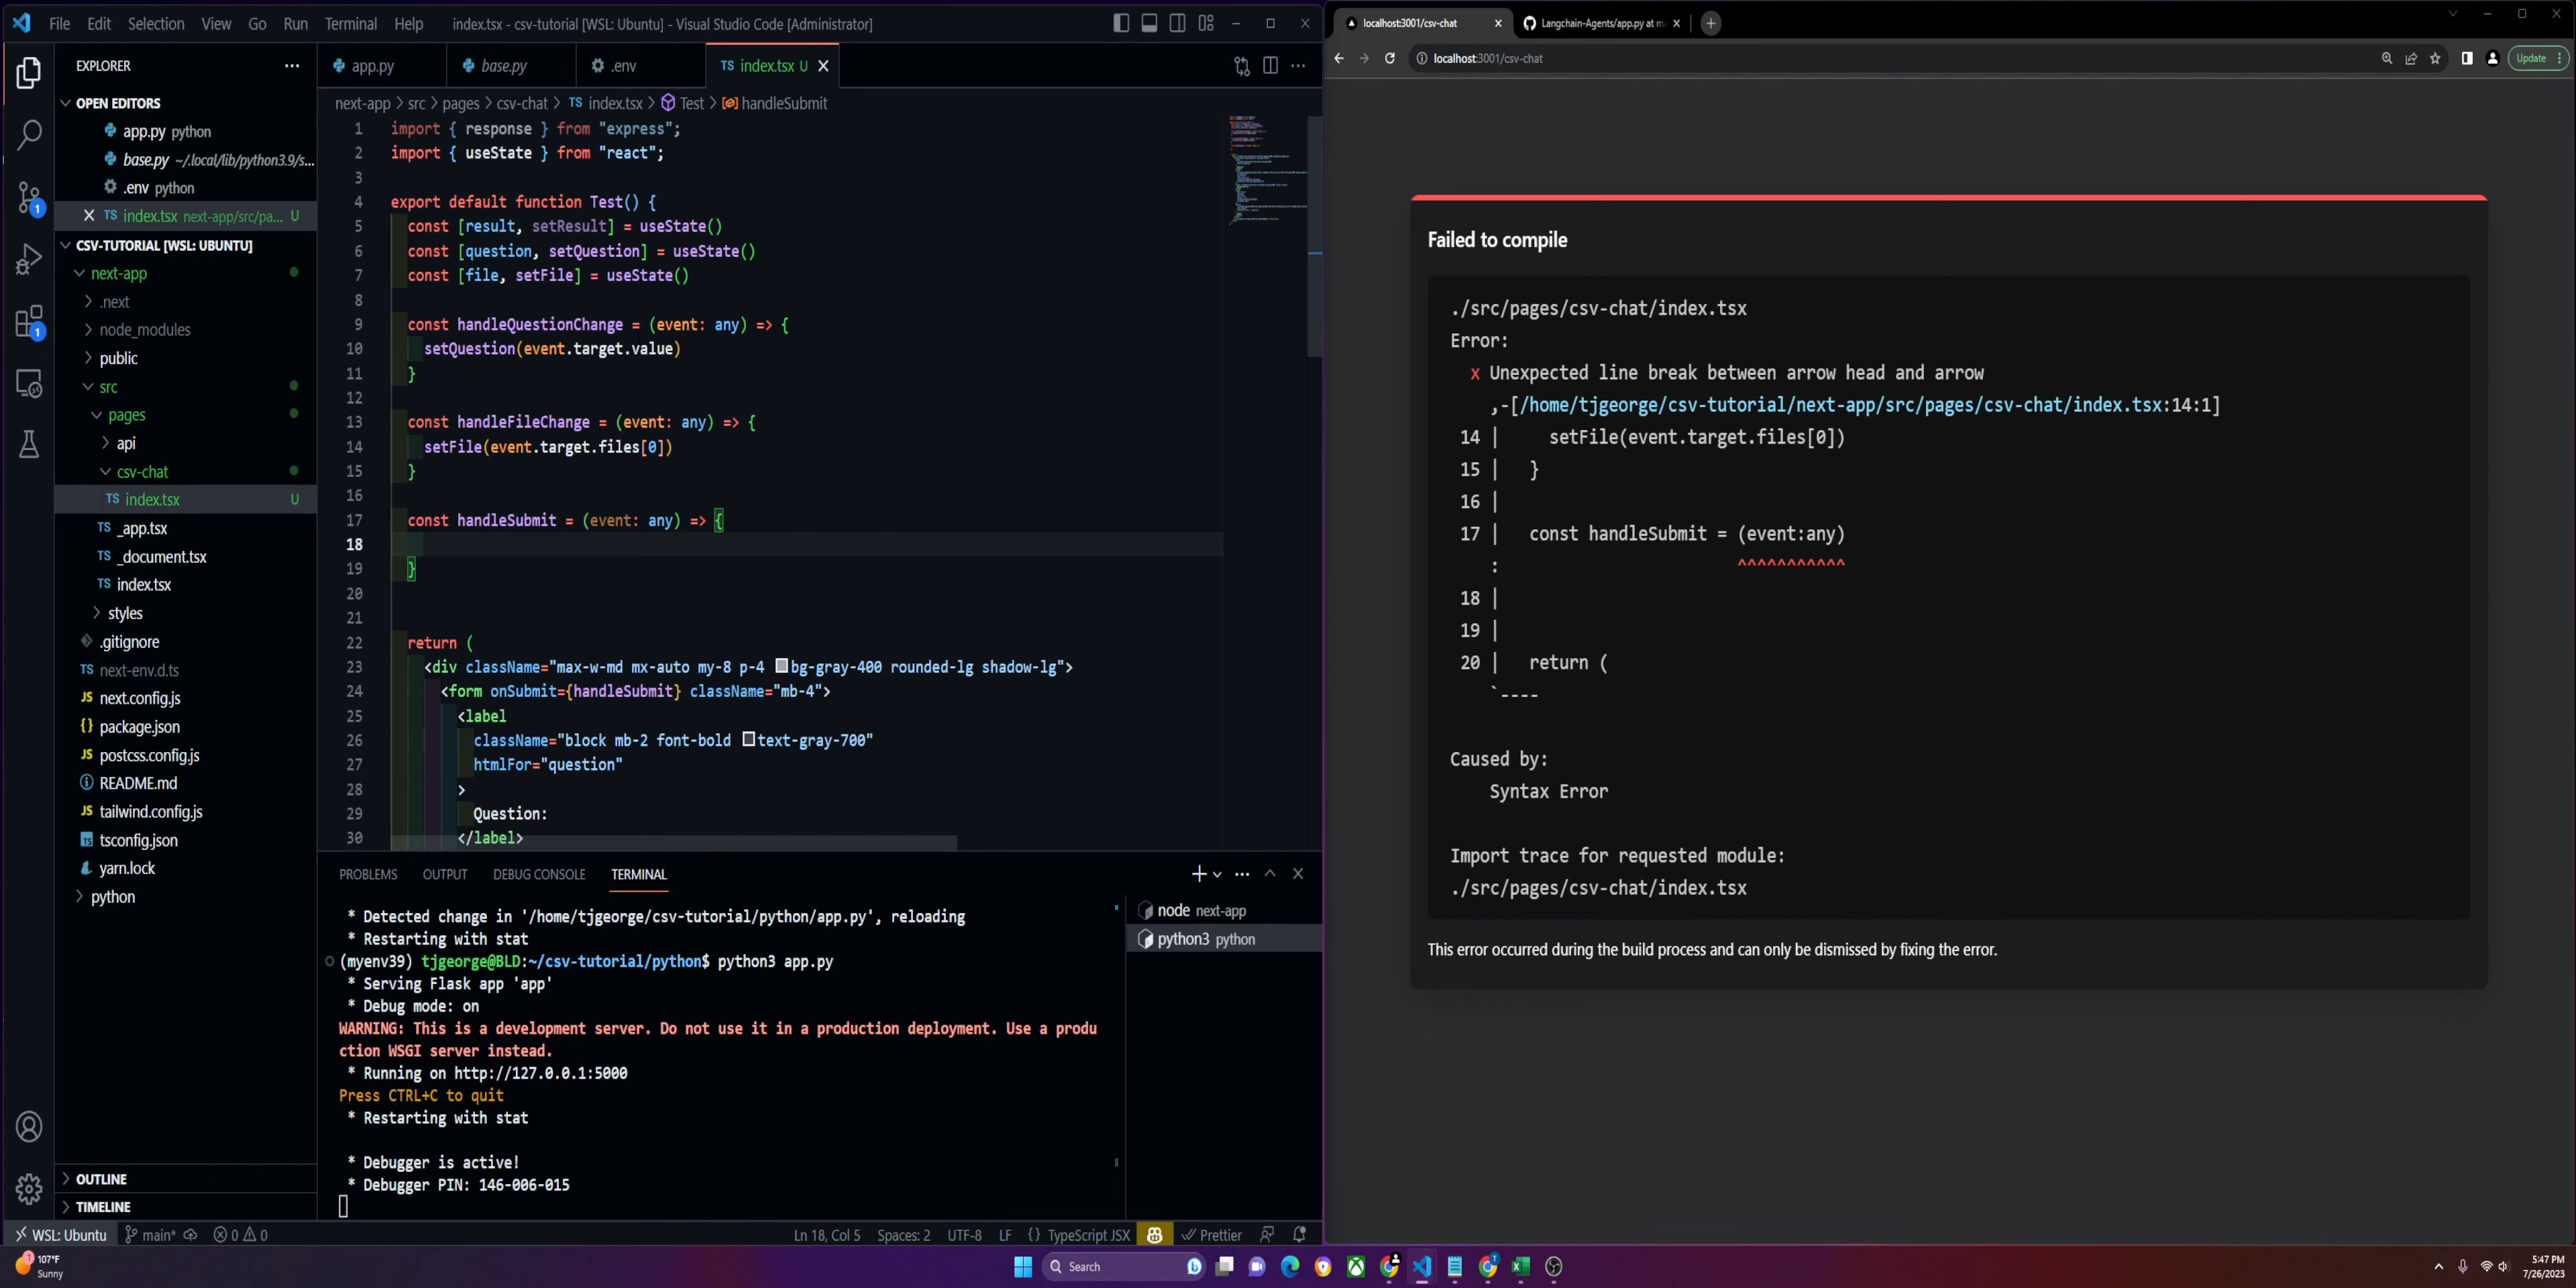 File Edit Selection View Go Run Terminal Help
index.tsx - csv-tutorial [WSL: Ubuntu] - Visual Studio Code [Administrator]
EXPLORER
OPEN EDITORS
app.py python
base.py ~/.local/lib/python3.9/s...
.env python
index.tsx next-app/src/pa... U
CSV-TUTORIAL [WSL: UBUNTU]
next-app
.next
node_modules
public
src
pages
api
csv-chat
TS index.tsx U
TS _app.tsx
TS _document.tsx
TS index.tsx
styles
.gitignore
TS next-env.d.ts
JS next.config.js
{} package.json
JS postcss.config.js
README.md
JS tailwind.config.js
tsconfig.json
yarn.lock
python
OUTLINE
TIMELINE
1
1
app.py
base.py
.env
TS index.tsx U
next-app > src > pages > csv-chat > TS index.tsx > Test > handleSubmit
1 import { response } from "express";
2 import { useState } from "react";
3
4 export default function Test() {
5 const [result, setResult] = useState()
6 const [question, setQuestion] = useState()
7 const [file, setFile] = useState()
8
9 const handleQuestionChange = (event: any) => {
10 setQuestion(event.target.value)
11 }
12
13 const handleFileChange = (event: any) => {
14 setFile(event.target.files[0])
15 }
16
17 const handleSubmit = (event: any) => {
18
19 }
20
21
22 return (
23 <div className="max-w-md mx-auto my-8 p-4 bg-gray-400 rounded-lg shadow-lg">
24 <form onSubmit={handleSubmit} className="mb-4">
25 <label
26 className="block mb-2 font-bold text-gray-700"
27 htmlFor="question"
28 >
29 Question:
30 </label>
PROBLEMS OUTPUT DEBUG CONSOLE TERMINAL
* Detected change in '/home/tjgeorge/csv-tutorial/python/app.py', reloading
* Restarting with stat
(myenv39) tjgeorge@BLD:~/csv-tutorial/python$ python3 app.py
* Serving Flask app 'app'
* Debug mode: on
WARNING: This is a development server. Do not use it in a production deployment. Use a produ
ction WSGI server instead.
* Running on http://127.0.0.1:5000
Press CTRL+C to quit
* Restarting with stat
* Debugger is active!
* Debugger PIN: 146-006-015
node next-app
python3 python
WSL: Ubuntu main* 0 0
Ln 18, Col 5 Spaces: 2 UTF-8 LF {} TypeScript JSX Prettier
localhost:3001/csv-chat
Langchain-Agents/app.py at m
localhost:3001/csv-chat
Update
Failed to compile
./src/pages/csv-chat/index.tsx
Error:
x Unexpected line break between arrow head and arrow
,-[/home/tjgeorge/csv-tutorial/next-app/src/pages/csv-chat/index.tsx:14:1]
14 | setFile(event.target.files[0])
15 | }
16 |
17 | const handleSubmit = (event:any)
: ^^^^^^^^^^^
18 |
19 |
20 | return (
`----
Caused by:
Syntax Error
Import trace for requested module:
./src/pages/csv-chat/index.tsx
This error occurred during the build process and can only be dismissed by fixing the error.
1
107°F
Sunny
Search
5:47 PM
7/26/2023